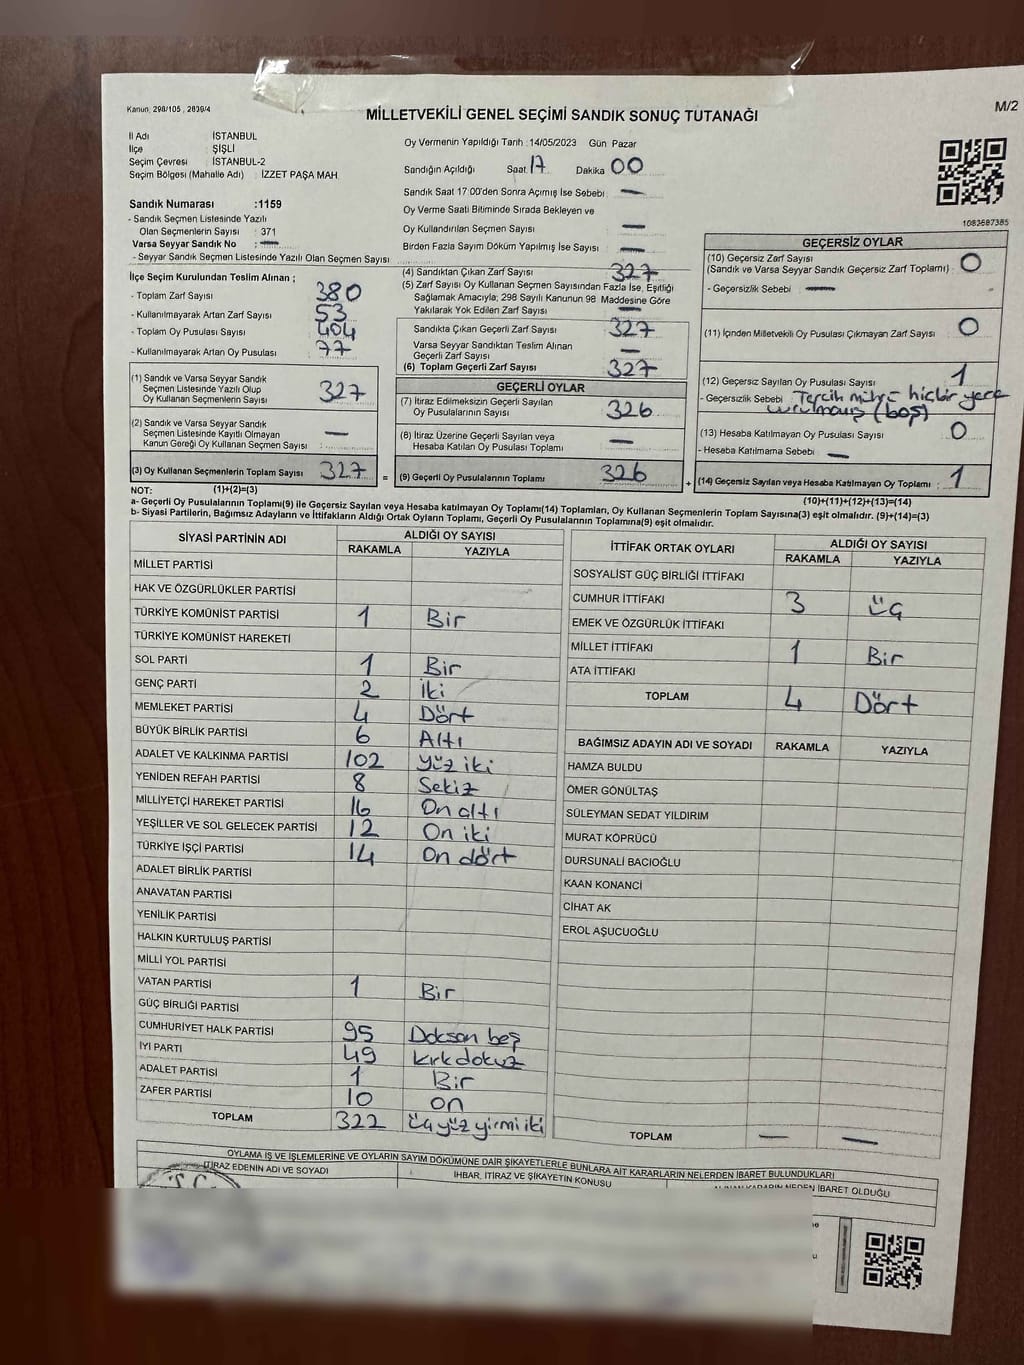 Kanun, 298/105 , 2839/4
MİLLETVEKİLİ GENEL SEÇİMİ SANDIK SONUÇ TUTANAĞI
M/2
İl Adı İSTANBUL
İlçe ŞİŞLİ
Seçim Çevresi İSTANBUL-2
Seçim Bölgesi (Mahalle Adı) : İZZET PAŞA MAH
Sandık Numarası :1159
- Sandık Seçmen Listesinde Yazılı
Olan Seçmenlerin Sayısı : 371
Varsa Seyyar Sandık No : —
- Seyyar Sandık Seçmen Listesinde Yazılı Olan Seçmen Sayısı
İlçe Seçim Kurulundan Teslim Alınan ;
- Toplam Zarf Sayısı 380
- Kullanılmayarak Artan Zarf Sayısı 53
- Toplam Oy Pusulası Sayısı 404
- Kullanılmayarak Artan Oy Pusulası 77
(1) Sandık ve Varsa Seyyar Sandık
Seçmen Listesinde Yazılı Olup
Oy Kullanan Seçmenlerin Sayısı 327
(2) Sandık ve Varsa Seyyar Sandık
Seçmen Listesinde Kayıtlı Olmayan
Kanun Gereği Oy Kullanan Seçmen Sayısı : —
(3) Oy Kullanan Seçmenlerin Toplam Sayısı 327 =
Oy Vermenin Yapıldığı Tarih : 14/05/2023 Gün Pazar
Sandığın Açıldığı Saat 17 Dakika 00
Sandık Saat 17:00'den Sonra Açımış İse Sebebi —
Oy Verme Saati Bitiminde Sırada Bekleyen ve
Oy Kullandırılan Seçmen Sayısı —
Birden Fazla Sayım Döküm Yapılmış İse Sayısı —
(4) Sandıktan Çıkan Zarf Sayısı 327
(5) Zarf Sayısı Oy Kullanan Seçmen Sayısından Fazla İse, Eşitliği
Sağlamak Amacıyla; 298 Sayılı Kanunun 98. Maddesine Göre
Yakılarak Yok Edilen Zarf Sayısı —
Sandıkta Çıkan Geçerli Zarf Sayısı 327
Varsa Seyyar Sandıktan Teslim Alınan
Geçerli Zarf Sayısı —
(6) Toplam Geçerli Zarf Sayısı 327
GEÇERLİ OYLAR
(7) İtiraz Edilmeksizin Geçerli Sayılan
Oy Pusulalarının Sayısı 326
(8) İtiraz Üzerine Geçerli Sayılan veya
Hesaba Katılan Oy Pusulaları Toplamı —
(9) Geçerli Oy Pusulalarının Toplamı 326 +
1083687385
GEÇERSİZ OYLAR
(10) Geçersiz Zarf Sayısı
(Sandık ve Varsa Seyyar Sandık Geçersiz Zarf Toplamı) : 0
- Geçersizlik Sebebi —
(11) İçinden Milletvekili Oy Pusulası Çıkmayan Zarf Sayısı 0
(12) Geçersiz Sayılan Oy Pusulası Sayısı 1
- Geçersizlik Sebebi Tercih mührü hiçbir yere
vurulmamış (boş)
(13) Hesaba Katılmayan Oy Pusulası Sayısı 0
- Hesaba Katılmama Sebebi —
(14) Geçersiz Sayılan veya Hesaba Katılmayan Oy Toplamı : 1
NOT: (1)+(2)=(3)
(10)+(11)+(12)+(13)=(14)
a- Geçerli Oy Pusulalarının Toplamı(9) ile Geçersiz Sayılan veya Hesaba katılmayan Oy Toplamı(14) Toplamları, Oy Kullanan Seçmenlerin Toplam Sayısına(3) eşit olmalıdır. (9)+(14)=(3)
b- Siyasi Partilerin, Bağımsız Adayların ve İttifakların Aldığı Ortak Oyların Toplamı, Geçerli Oy Pusulalarının Toplamına(9) eşit olmalıdır.
SİYASİ PARTİNİN ADI ALDIĞI OY SAYISI
RAKAMLA YAZIYLA
MİLLET PARTİSİ
HAK VE ÖZGÜRLÜKLER PARTİSİ
TÜRKİYE KOMÜNİST PARTİSİ 1 Bir
TÜRKİYE KOMÜNİST HAREKETİ
SOL PARTİ 1 Bir
GENÇ PARTİ 2 İki
MEMLEKET PARTİSİ 4 Dört
BÜYÜK BİRLİK PARTİSİ 6 Altı
ADALET VE KALKINMA PARTİSİ 102 Yüz iki
YENİDEN REFAH PARTİSİ 8 Sekiz
MİLLİYETÇİ HAREKET PARTİSİ 16 On altı
YEŞİLLER VE SOL GELECEK PARTİSİ 12 On iki
TÜRKİYE İŞÇİ PARTİSİ 14 On dört
ADALET BİRLİK PARTİSİ
ANAVATAN PARTİSİ
YENİLİK PARTİSİ
HALKIN KURTULUŞ PARTİSİ
MİLLİ YOL PARTİSİ
VATAN PARTİSİ 1 Bir
GÜÇ BİRLİĞİ PARTİSİ
CUMHURİYET HALK PARTİSİ 95 Doksan beş
İYİ PARTİ 49 Kırk dokuz
ADALET PARTİSİ 1 Bir
ZAFER PARTİSİ 10 on
TOPLAM 322 üç yüz yirmi iki
İTTİFAK ORTAK OYLARI ALDIĞI OY SAYISI
RAKAMLA YAZIYLA
SOSYALİST GÜÇ BİRLİĞİ İTTİFAKI
CUMHUR İTTİFAKI 3 üç
EMEK VE ÖZGÜRLÜK İTTİFAKI
MİLLET İTTİFAKI 1 Bir
ATA İTTİFAKI
TOPLAM 4 Dört
BAĞIMSIZ ADAYIN ADI VE SOYADI RAKAMLA YAZIYLA
HAMZA BULDU
ÖMER GÖNÜLTAŞ
SÜLEYMAN SEDAT YILDIRIM
MURAT KÖPRÜCÜ
DURSUNALİ BACIOĞLU
KAAN KONANCİ
CİHAT AK
EROL AŞUCUOĞLU
TOPLAM — —
OYLAMA İŞ VE İŞLEMLERİNE VE OYLARIN SAYIM DÖKÜMÜNE DAİR ŞİKAYETLERLE BUNLARA AİT KARARLARIN NELERDEN İBARET BULUNDUKLARI
İTİRAZ EDENİN ADI VE SOYADI İHBAR, İTİRAZ VE ŞİKAYETİN KONUSU ALINAN KARARIN NEDEN İBARET OLDUĞU
T.C.